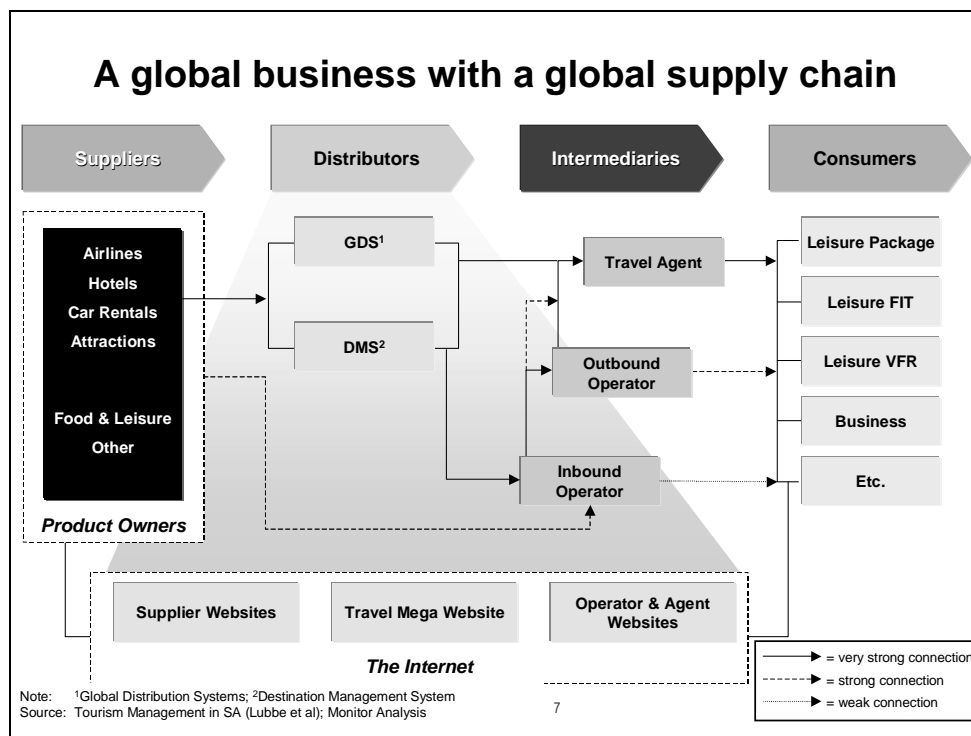 A global business with a global supply chain
Suppliers
Distributors
Intermediaries
Consumers
Airlines
Hotels
Car Rentals
Attractions
Food & Leisure
Other
Product Owners
GDS¹
DMS²
Travel Agent
Outbound
Operator
Inbound
Operator
Leisure Package
Leisure FIT
Leisure VFR
Business
Etc.
Supplier Websites
Travel Mega Website
Operator & Agent
Websites
The Internet
= very strong connection
= strong connection
= weak connection
Note: ¹Global Distribution Systems; ²Destination Management System
Source: Tourism Management in SA (Lubbe et al); Monitor Analysis
7